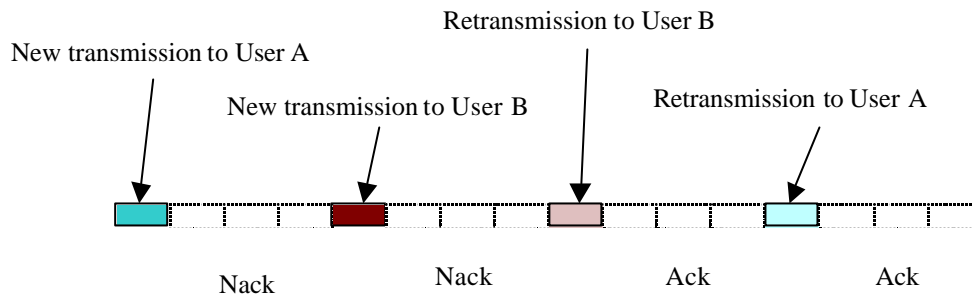 Retransmission to User B
New transmission to User A
Retransmission to User A
New transmission to User B
Nack
Nack
Ack
Ack